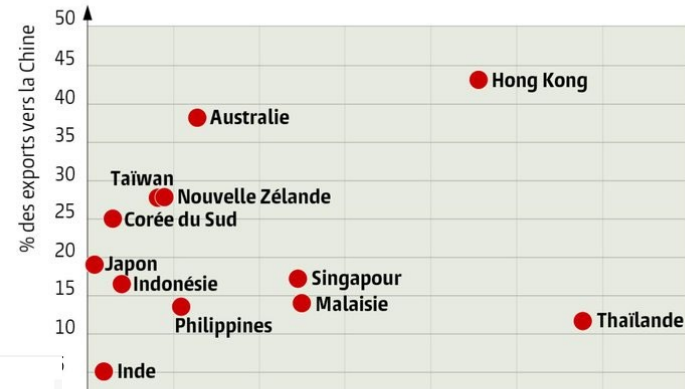 % des exports vers la Chine
50
45
40
35
30
25
20
15
10
Hong Kong
Australie
Taïwan
Nouvelle Zélande
Corée du Sud
Japon
Indonésie
Singapour
Malaisie
Philippines
Thaïlande
Inde